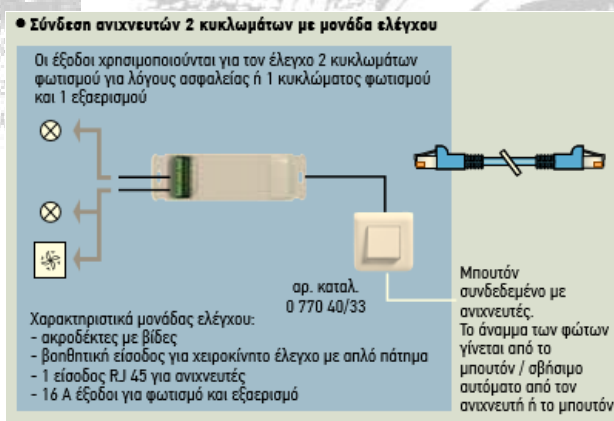 ● Σύνδεση ανιχνευτών 2 κυκλωμάτων με μονάδα ελέγχου
Οι έξοδοι χρησιμοποιούνται για τον έλεγχο 2 κυκλωμάτων
φωτισμού για λόγους ασφαλείας ή 1 κυκλώματος φωτισμού
και 1 εξαερισμού
αρ. καταλ.
0 770 40/33
Χαρακτηριστικά μονάδας ελέγχου:
- ακροδέκτες με βίδες
- βοηθητική είσοδος για χειροκίνητο έλεγχο με απλό πάτημα
- 1 είσοδος RJ 45 για ανιχνευτές
- 16 Α έξοδοι για φωτισμό και εξαερισμό
Μπουτόν
συνδεδεμένο με
ανιχνευτές.
Το άναμμα των φώτων
γίνεται από το
μπουτόν / σβήσιμο
αυτόματο από τον
ανιχνευτή ή το μπουτόν